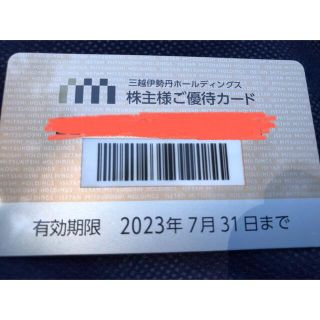 三越伊勢丹ホールディングス
株主様ご優待カード
有効期限 2023年7月31日まで